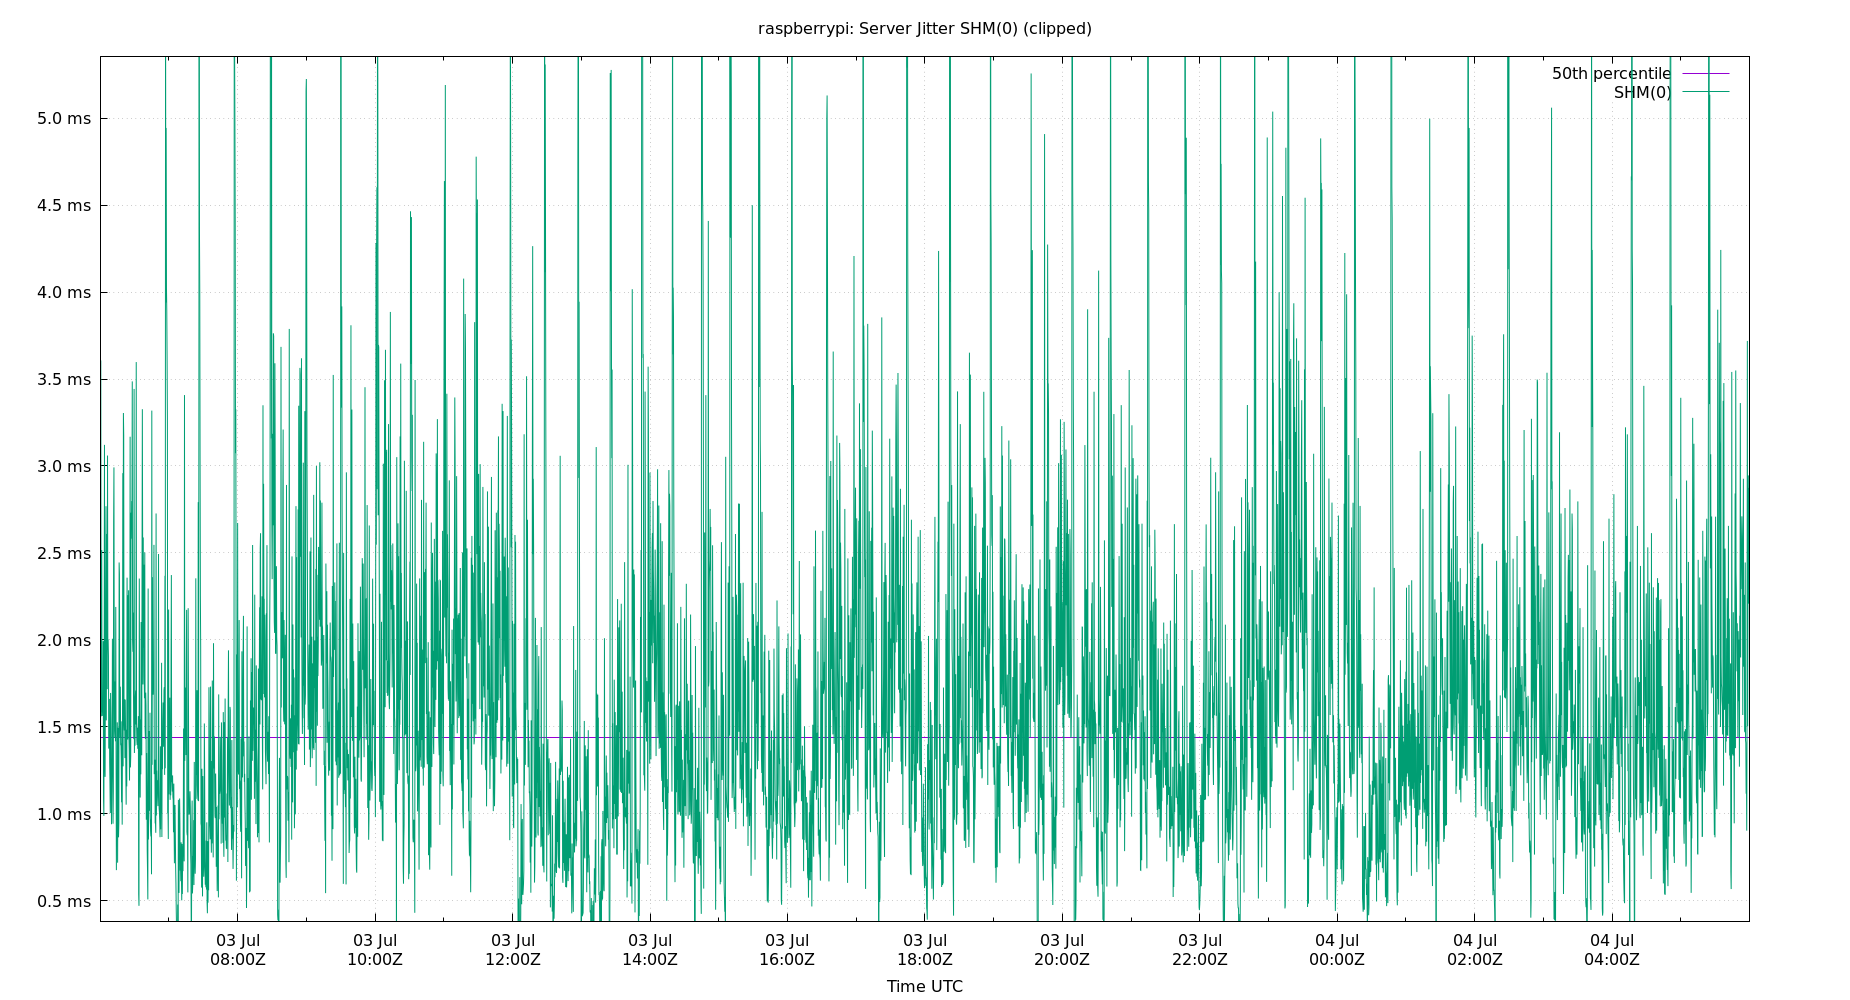 raspberrypi: Server Jitter SHM(0) (clipped)
50th percentile
SHM(0)
5.0 ms
4.5 ms
4.0 ms
3.5 ms
3.0 ms
2.5 ms
2.0 ms
1.5 ms
1.0 ms
0.5 ms
03 Jul 03 Jul 03 Jul 03 Jul 03 Jul 03 Jul 03 Jul 03 Jul 04 Jul 04 Jul 04 Jul
08:00Z 10:00Z 12:00Z 14:00Z 16:00Z 18:00Z 20:00Z 22:00Z 00:00Z 02:00Z 04:00Z
Time UTC